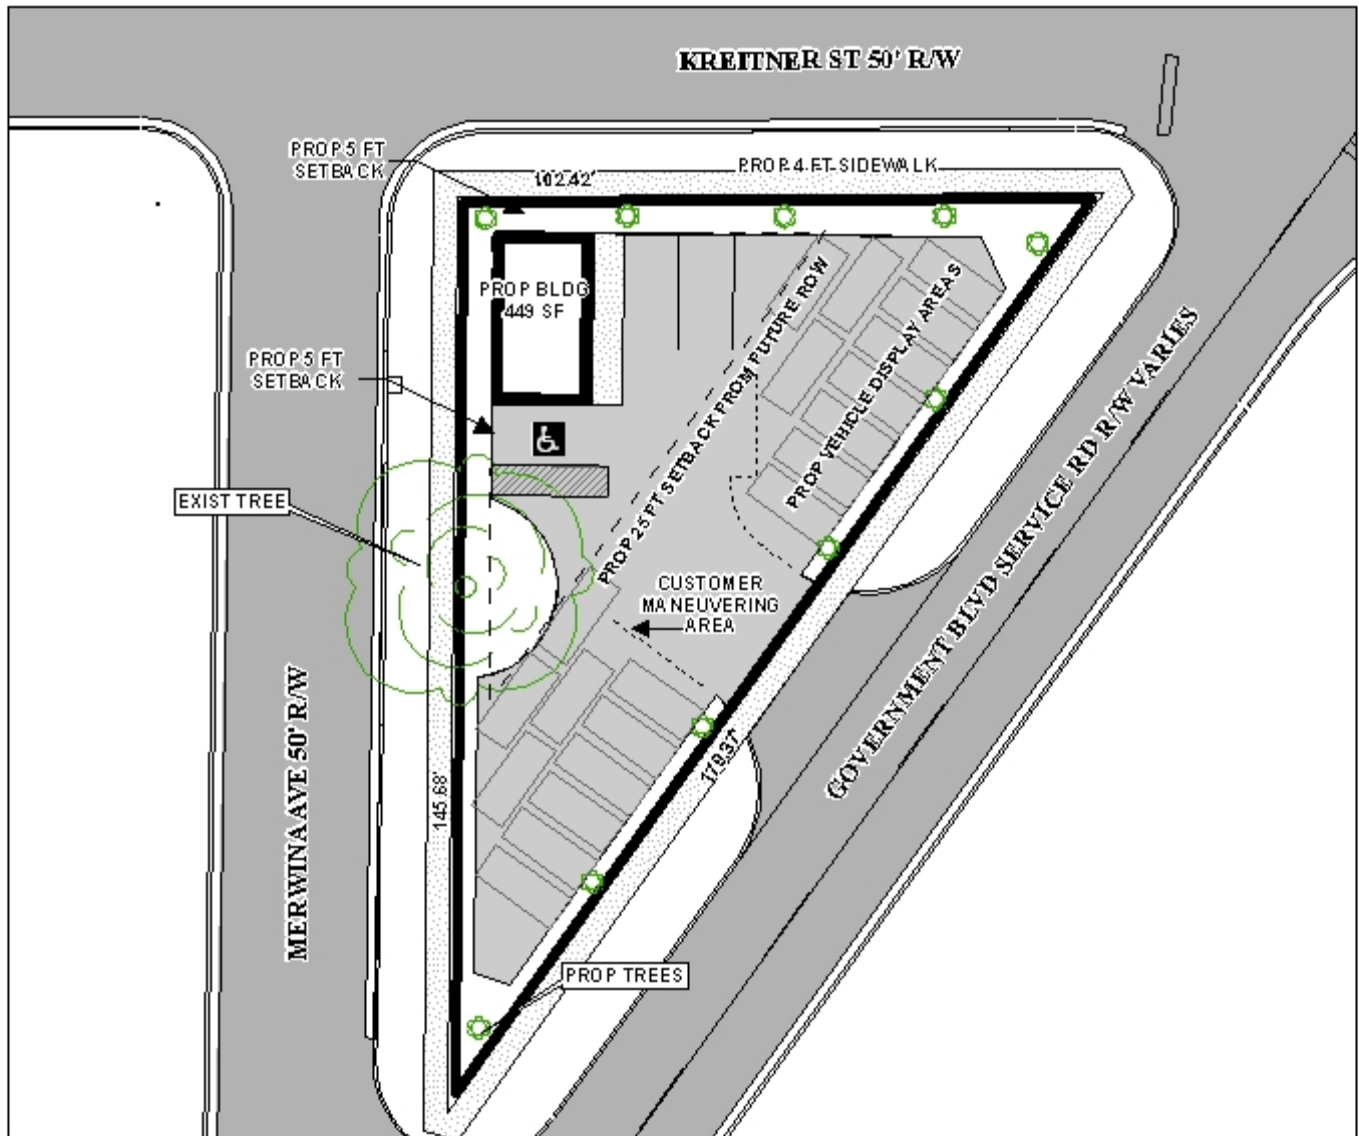 KREITNER ST 50' R/W
PROP 5 FT
SETBACK
102.42'
PROP 4 FT SIDEWALK
PROP BLDG
449 SF
PROP 5 FT
SETBACK
PROP 25 FT SETBACK FROM FUTURE ROW
PROP VEHICLE DISPLAY AREAS
GOVERNMENT BLVD SERVICE RD R/W VARIES
EXIST TREE
CUSTOMER
MANEUVERING
AREA
MERWINA AVE 50' R/W
145.68'
PROP TREES